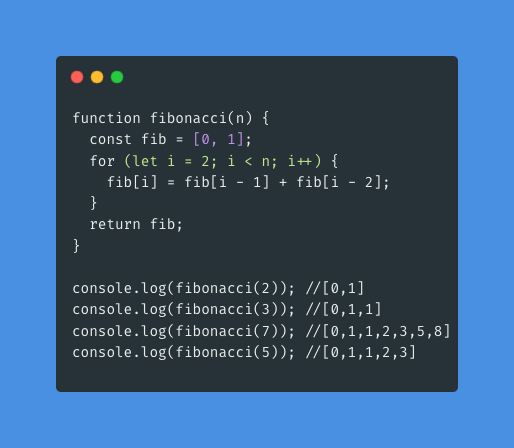 function fibonacci(n) {
  const fib = [0, 1];
  for (let i = 2; i < n; i++) {
    fib[i] = fib[i - 1] + fib[i - 2];
  }
  return fib;
}

console.log(fibonacci(2)); //[0,1]
console.log(fibonacci(3)); //[0,1,1]
console.log(fibonacci(7)); //[0,1,1,2,3,5,8]
console.log(fibonacci(5)); //[0,1,1,2,3]